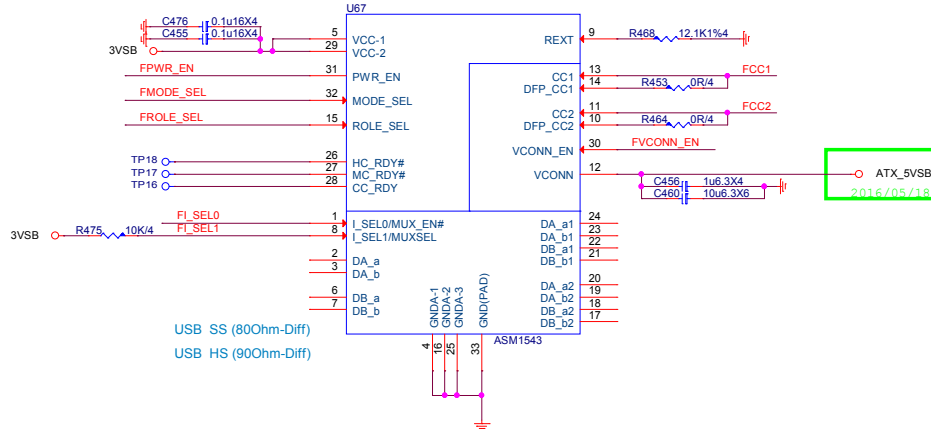 U67
C476 0.1u16X4
C455 0.1u16X4
3VSB
5 VCC-1
29 VCC-2
FPWR_EN 31 PWR_EN
FMODE_SEL 32 MODE_SEL
FROLE_SEL 15 ROLE_SEL
TP18 26 HC_RDY#
TP17 27 MC_RDY#
TP16 28 CC_RDY
FI_SEL0 1 I_SEL0/MUX_EN#
3VSB R475 10K/4 FI_SEL1 8 I_SEL1/MUXSEL
2 DA_a
3 DA_b
6 DB_a
7 DB_b
REXT 9 R468 12.1K1%4
CC1 13 FCC1
DFP_CC1 14 R453 0R/4
CC2 11 FCC2
DFP_CC2 10 R464 0R/4
VCONN_EN 30 FVCONN_EN
VCONN 12 ATX_5VSB
C456 1u6.3X4
C460 10u6.3X6
2016/05/18
DA_a1 24
DA_b1 23
DB_a1 22
DB_b1 21
DA_a2 20
DA_b2 19
DB_a2 18
DB_b2 17
GNDA-1 4
GNDA-2 16
GNDA-3 25
GND(PAD) 33
ASM1543
USB SS (80Ohm-Diff)
USB HS (90Ohm-Diff)